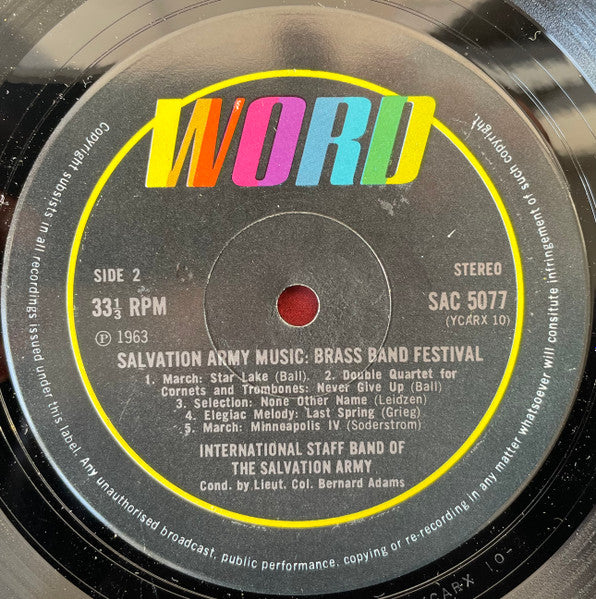 WORD
SIDE 2
STEREO
33⅓ RPM
SAC 5077
(YCARX 10)
Ⓟ 1963
SALVATION ARMY MUSIC: BRASS BAND FESTIVAL
1. March: Star Lake (Ball). 2. Double Quartet for
Cornets and Trombones: Never Give Up (Ball)
3. Selection: None Other Name (Leidzen)
4. Elegiac Melody: Last Spring (Grieg)
5. March: Minneapolis IV (Soderstrom)
INTERNATIONAL STAFF BAND OF
THE SALVATION ARMY
Cond. by Lieut. Col. Bernard Adams
Copyright subsists in all recordings issued under this label. Any unauthorised broadcast, public performance, copying or re-recording in any matter whatsoever will constitute infringement of such copyright
CARX 10-